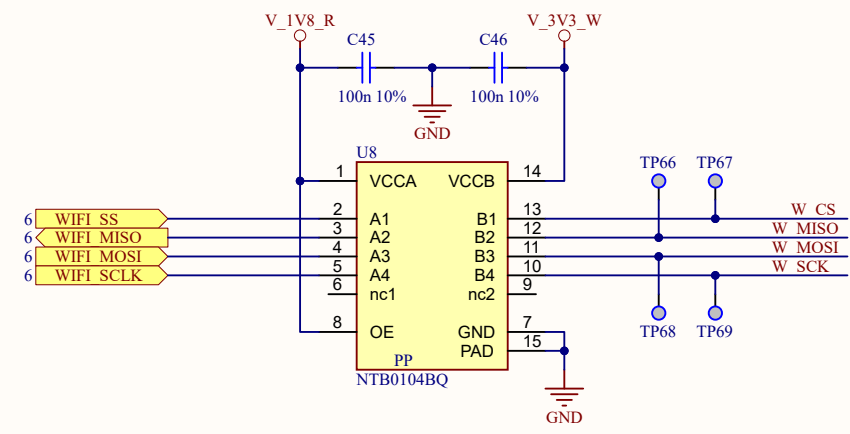 V_1V8_R V_3V3_W
C45 C46
100n 10% 100n 10%
GND
U8
1 VCCA VCCB 14
TP66 TP67
6 WIFI_SS 2 A1 B1 13 W_CS
6 WIFI_MISO 3 A2 B2 12 W_MISO
6 WIFI_MOSI 4 A3 B3 11 W_MOSI
6 WIFI_SCLK 5 A4 B4 10 W_SCK
6 nc1 nc2 9
8 OE GND 7
TP68 TP69
PAD 15
PP
NTB0104BQ
GND